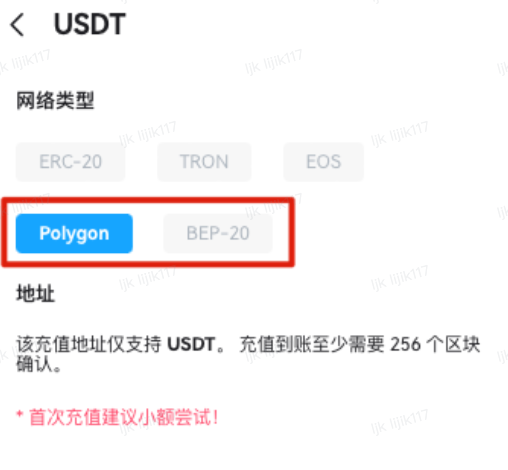 USDT
网络类型
ERC-20 TRON EOS
Polygon BEP-20
地址
该充值地址仅支持 USDT。 充值到账至少需要 256 个区块
确认。
* 首次充值建议小额尝试!
ljk lijik117